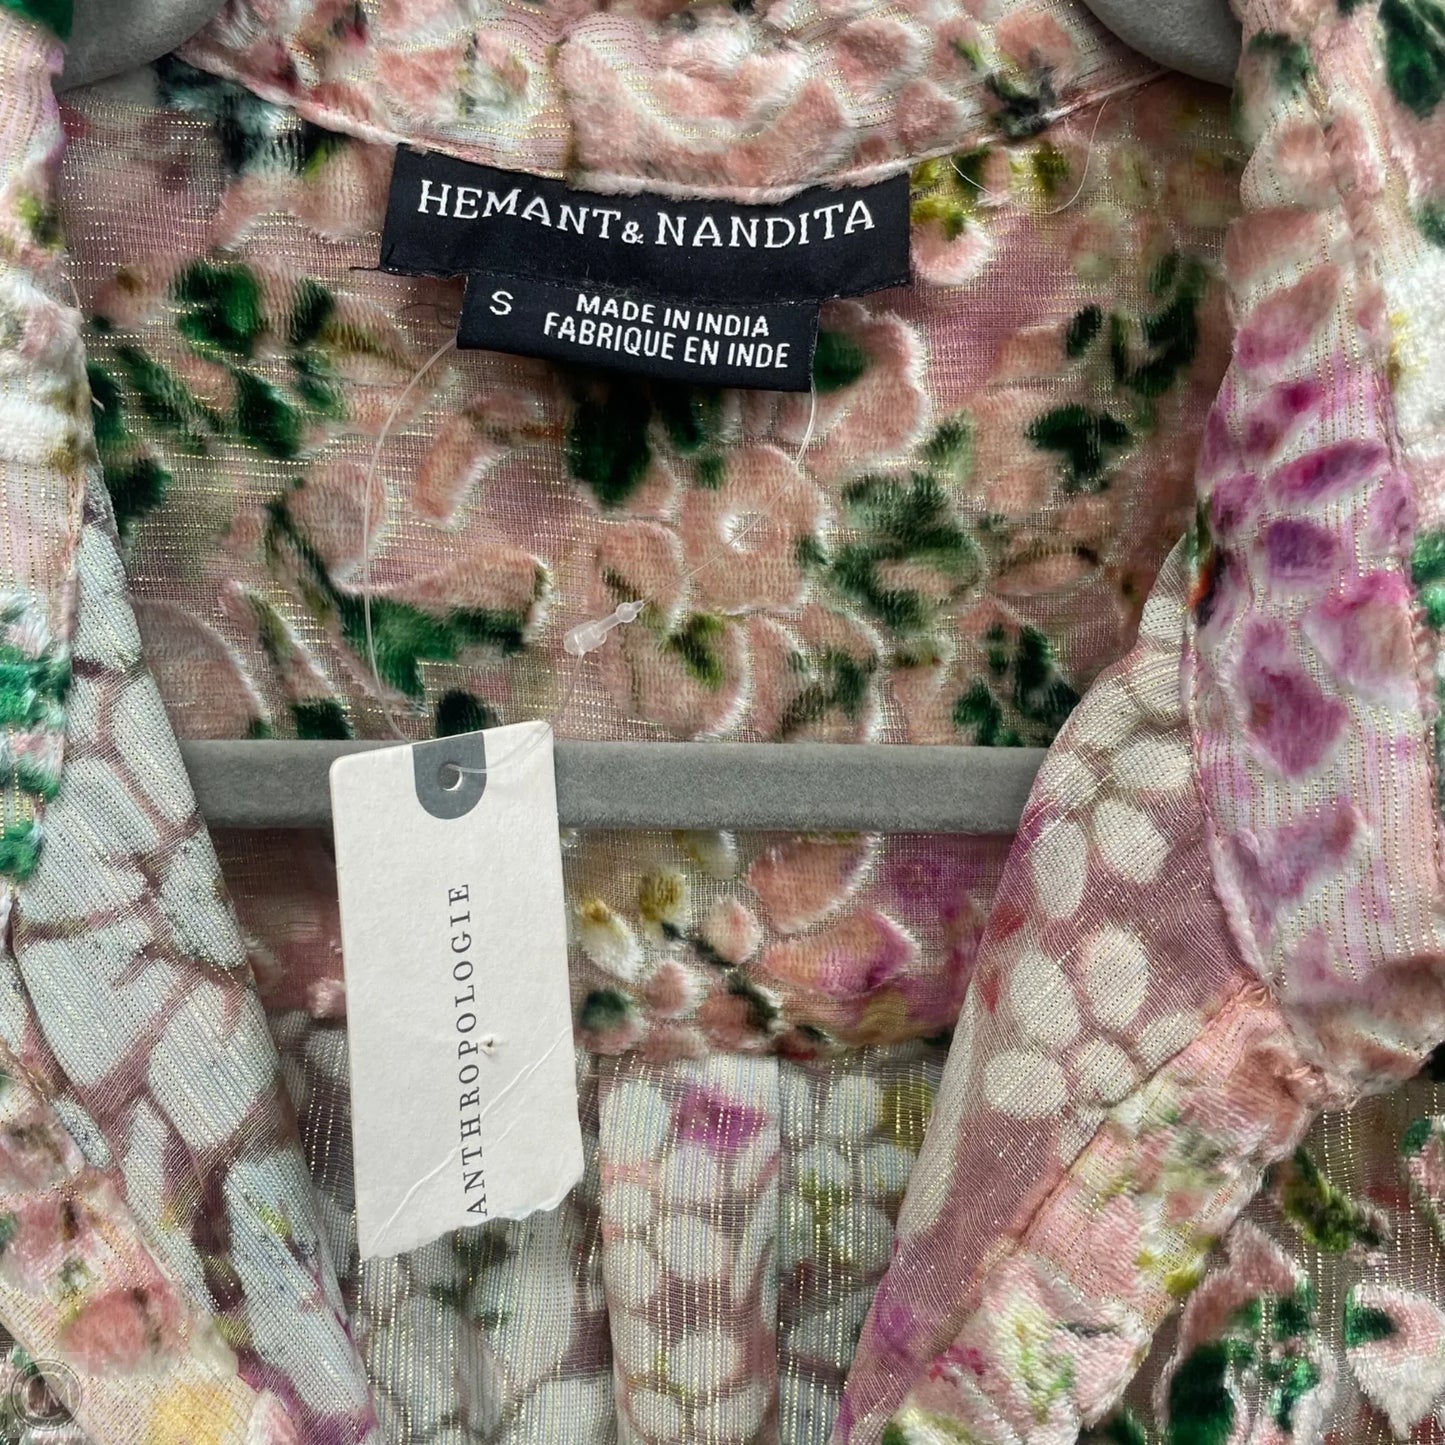 HEMANT & NANDITA
S
MADE IN INDIA
FABRIQUE EN INDE
ANTHROPOLOGIE